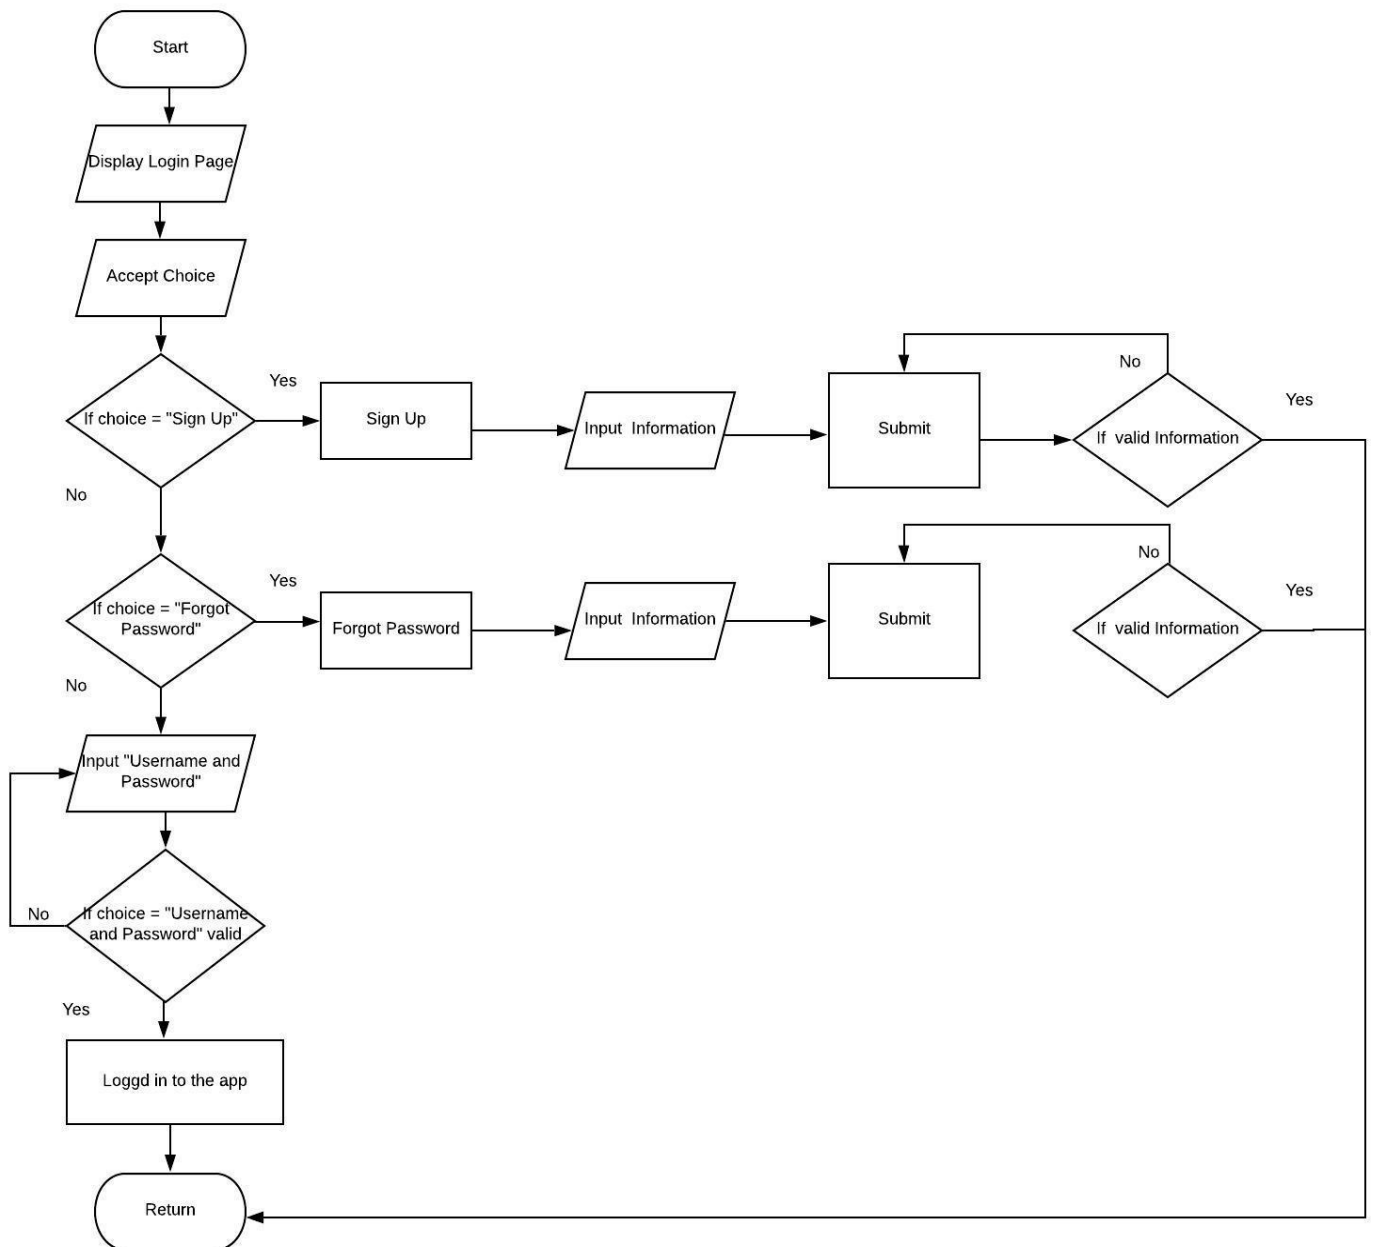 Start
Display Login Page
Accept Choice
If choice = "Sign Up"
Yes
Sign Up
Input  Information
Submit
No
If  valid Information
Yes
No
If choice = "Forgot
Password"
Yes
Forgot Password
Input  Information
Submit
No
If  valid Information
Yes
No
Input "Username and
Password"
If choice = "Username
and Password" valid
No
Yes
Loggd in to the app
Return